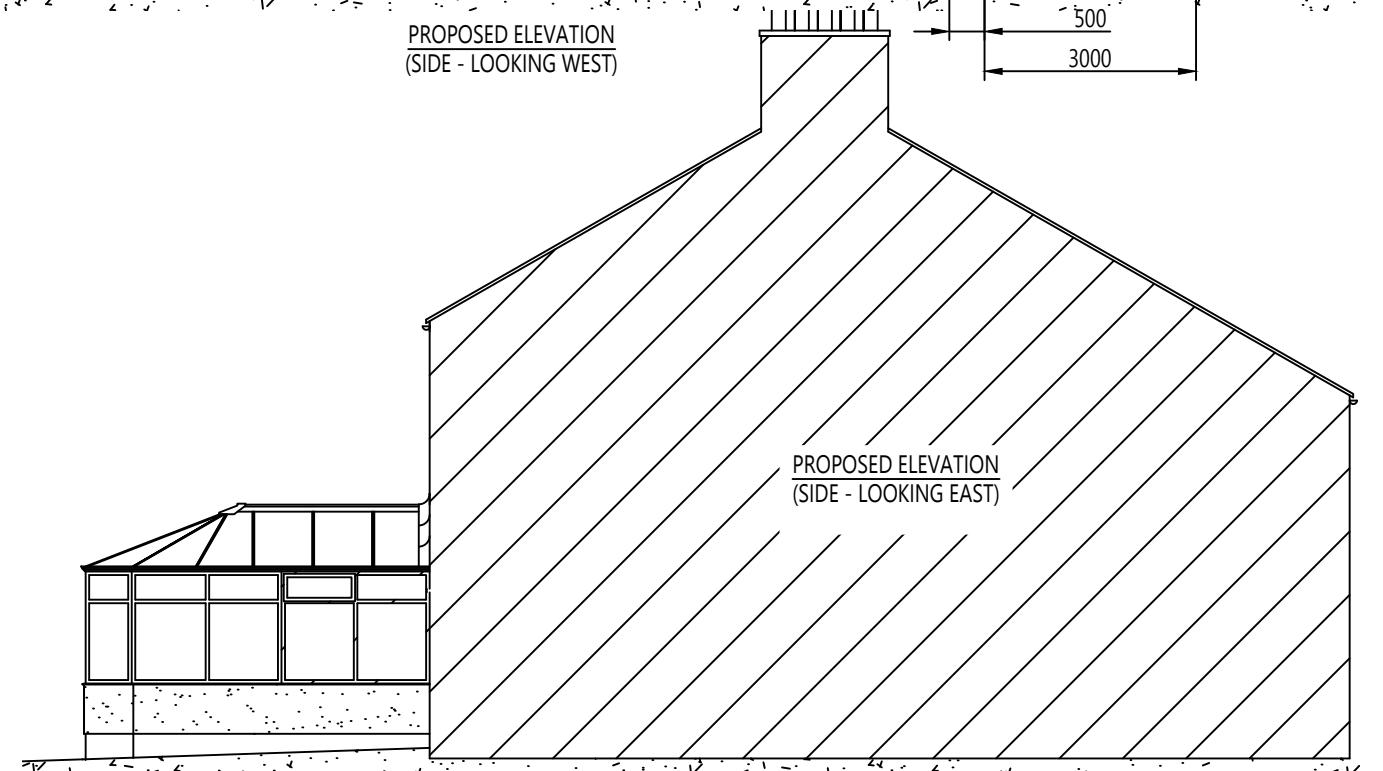 PROPOSED ELEVATION
(SIDE - LOOKING WEST)
500
3000
PROPOSED ELEVATION
(SIDE - LOOKING EAST)